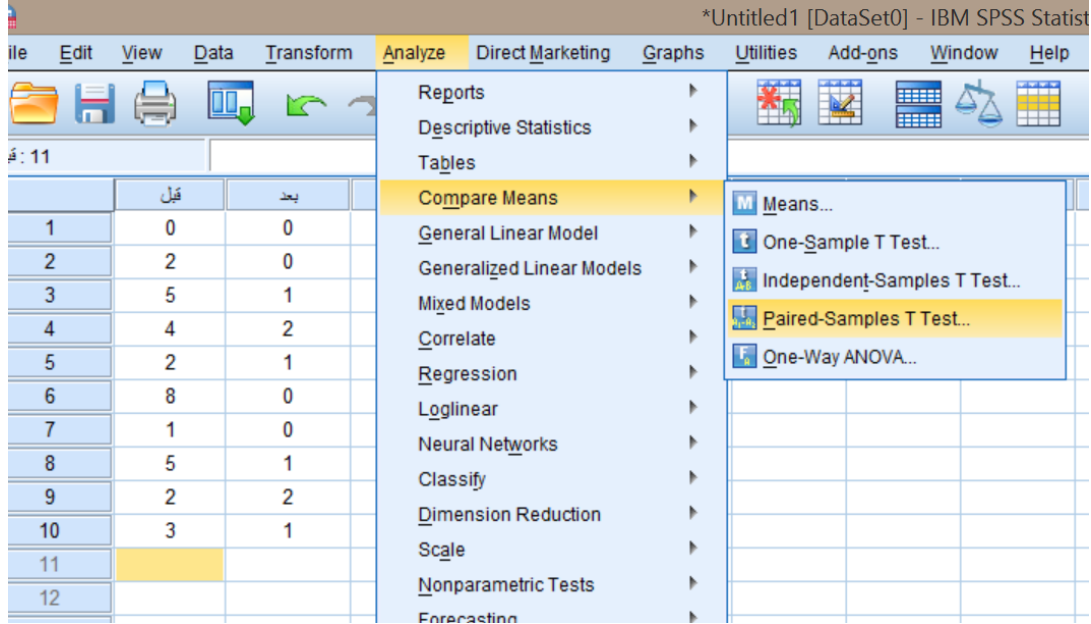 *Untitled1 [DataSet0] - IBM SPSS Statist
ile Edit View Data Transform Analyze Direct Marketing Graphs Utilities Add-ons Window Help
11 :
قبل بعد
1 0 0
2 2 0
3 5 1
4 4 2
5 2 1
6 8 0
7 1 0
8 5 1
9 2 2
10 3 1
11
12
Reports
Descriptive Statistics
Tables
Compare Means
General Linear Model
Generalized Linear Models
Mixed Models
Correlate
Regression
Loglinear
Neural Networks
Classify
Dimension Reduction
Scale
Nonparametric Tests
Forecasting
Means...
One-Sample T Test...
Independent-Samples T Test...
Paired-Samples T Test...
One-Way ANOVA...